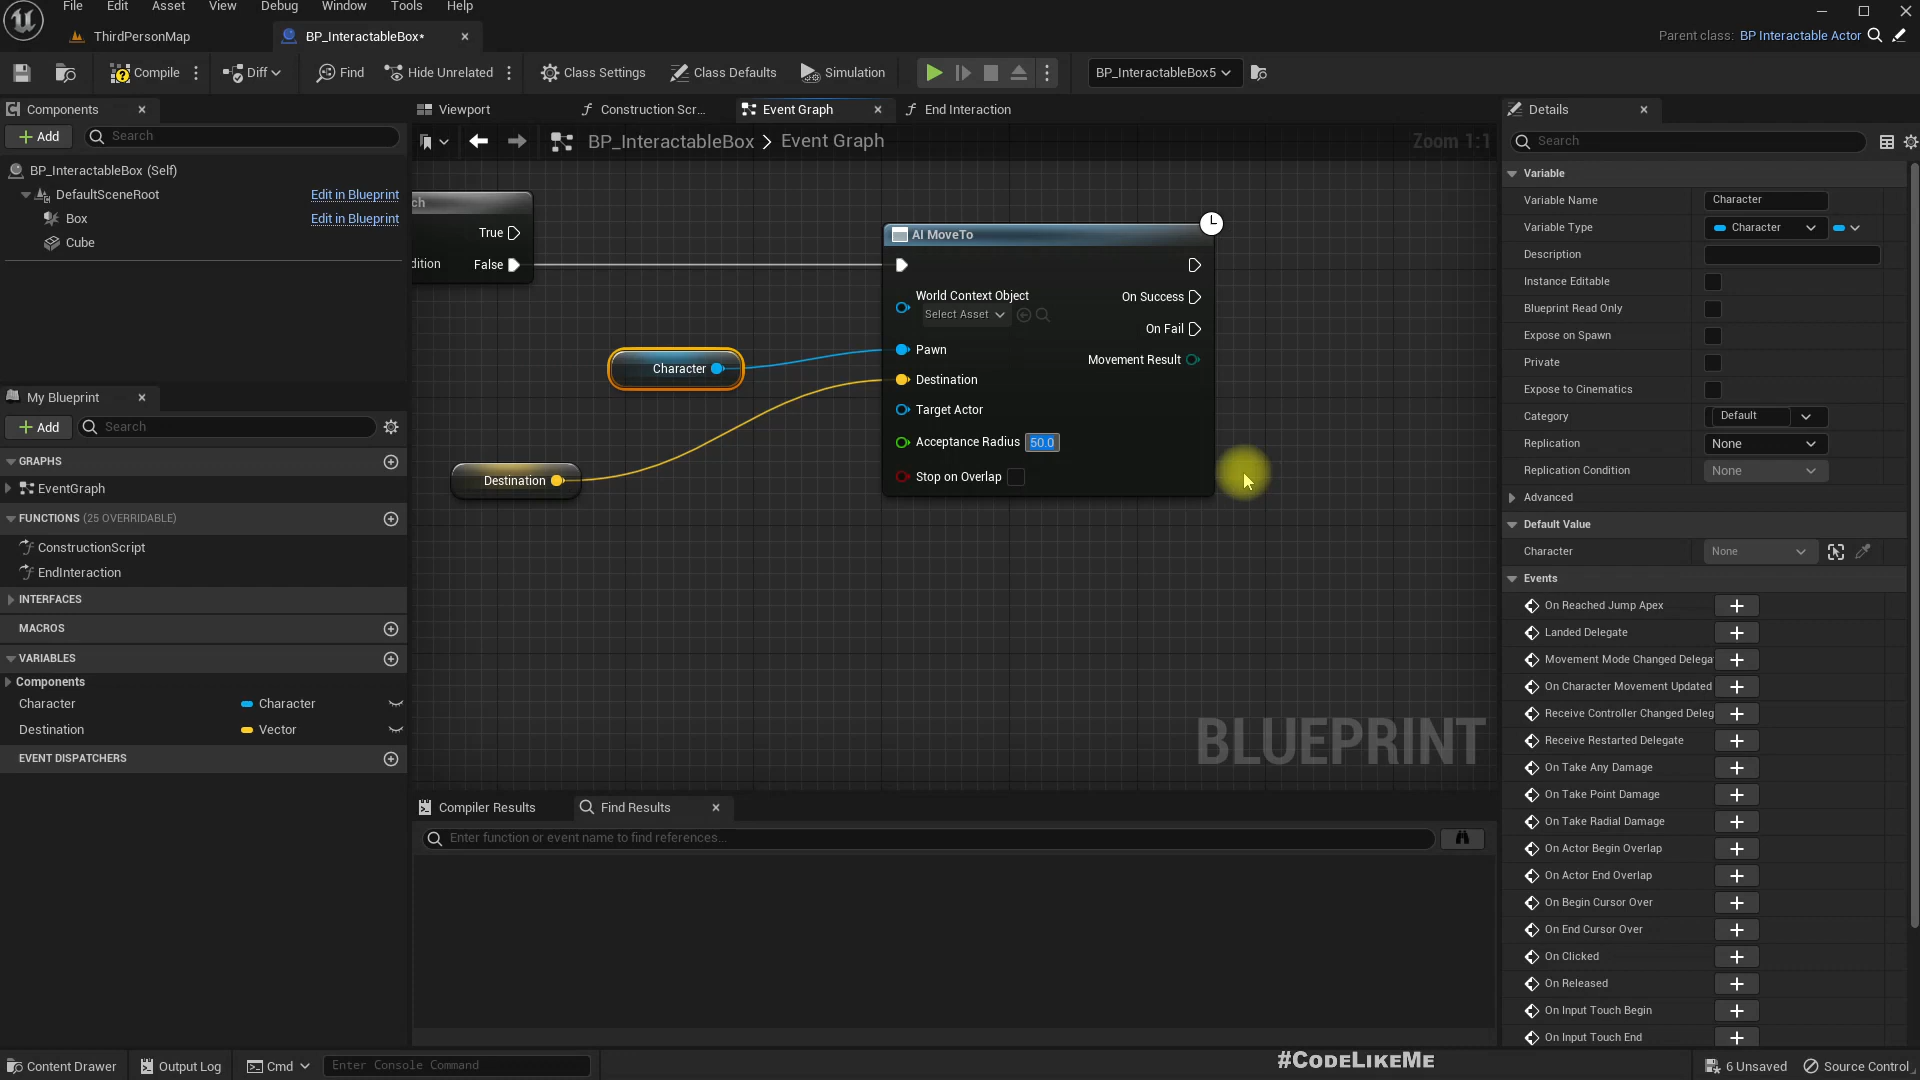 File Edit Asset View Debug Window Tools Help
ThirdPersonMap BP_InteractableBox*
Parent class: BP Interactable Actor
Compile Diff Find Hide Unrelated Class Settings Class Defaults Simulation BP_InteractableBox5
Components
Add Search
BP_InteractableBox (Self)
DefaultSceneRoot Edit in Blueprint
Box Edit in Blueprint
Cube
My Blueprint
Add Search
GRAPHS
EventGraph
FUNCTIONS (25 OVERRIDABLE)
ConstructionScript
EndInteraction
INTERFACES
MACROS
VARIABLES
Components
Character Character
Destination Vector
EVENT DISPATCHERS
Viewport Construction Scr... Event Graph End Interaction
BP_InteractableBox > Event Graph Zoom 1:1
ch
True
dition False
Character
Destination
AI MoveTo
World Context Object
Select Asset
On Success
On Fail
Pawn
Movement Result
Destination
Target Actor
Acceptance Radius 50.0
Stop on Overlap
BLUEPRINT
Compiler Results Find Results
Enter function or event name to find references...
Details
Search
Variable
Variable Name Character
Variable Type Character
Description
Instance Editable
Blueprint Read Only
Expose on Spawn
Private
Expose to Cinematics
Category Default
Replication None
Replication Condition None
Advanced
Default Value
Character None
Events
On Reached Jump Apex
Landed Delegate
Movement Mode Changed Delega
On Character Movement Updated
Receive Controller Changed Deleg
Receive Restarted Delegate
On Take Any Damage
On Take Point Damage
On Take Radial Damage
On Actor Begin Overlap
On Actor End Overlap
On Begin Cursor Over
On End Cursor Over
On Clicked
On Released
On Input Touch Begin
On Input Touch End
Content Drawer Output Log Cmd Enter Console Command
#CODELIKEME
6 Unsaved Source Control